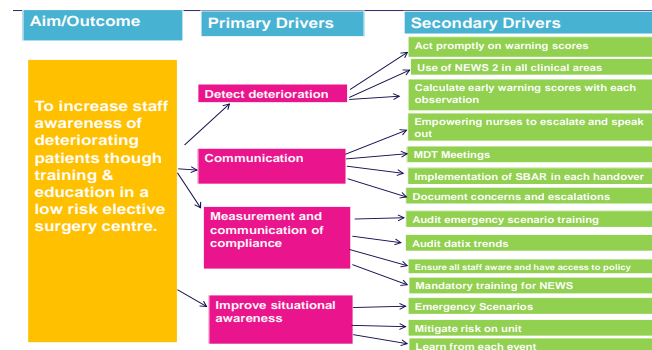 Aim/Outcome
Primary Drivers
Secondary Drivers
To increase staff
awareness of
deteriorating
patients though
training &
education in a
low risk elective
surgery centre.
Detect deterioration
Communication
Measurement and
communication of
compliance
Improve situational
awareness
Act promptly on warning scores
Use of NEWS 2 in all clinical areas
Calculate early warning scores with each
observation
Empowering nurses to escalate and speak
out
MDT Meetings
Implementation of SBAR in each handover
Document concerns and escalations
Audit emergency scenario training
Audit datix trends
Ensure all staff aware and have access to policy
Mandatory training for NEWS
Emergency Scenarios
Mitigate risk on unit
Learn from each event